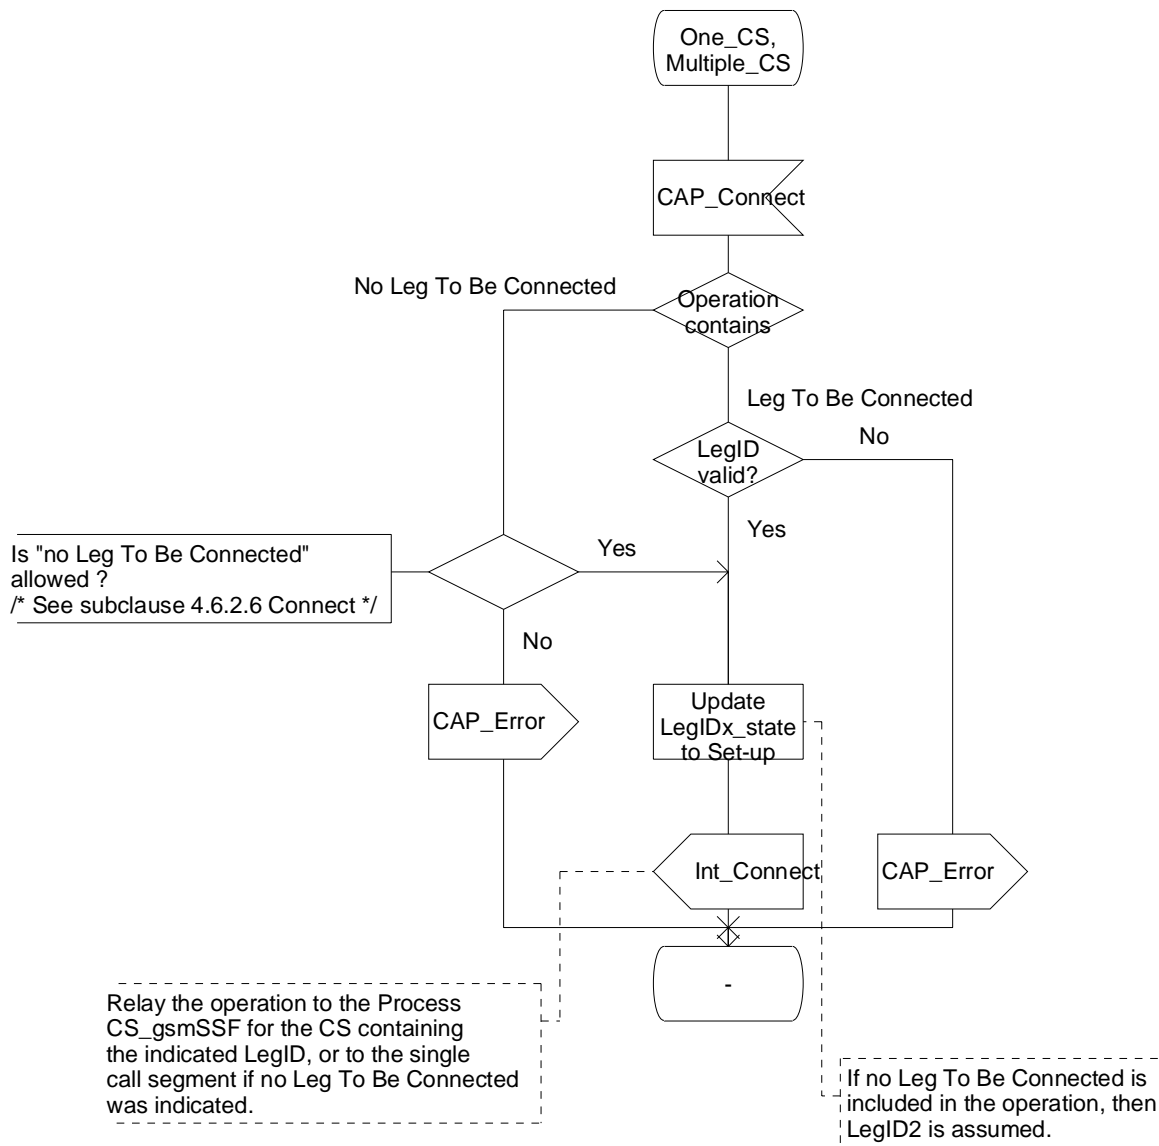 One_CS,
Multiple_CS
CAP_Connect
No Leg To Be Connected
Operation
contains
Leg To Be Connected
LegID
valid?
No
Yes
Is "no Leg To Be Connected"
allowed ?
/* See subclause 4.6.2.6 Connect */
Yes
No
CAP_Error
Update
LegIDx_state
to Set-up
Int_Connect
CAP_Error
-
Relay the operation to the Process
CS_gsmSSF for the CS containing
the indicated LegID, or to the single
call segment if no Leg To Be Connected
was indicated.
If no Leg To Be Connected is
included in the operation, then
LegID2 is assumed.